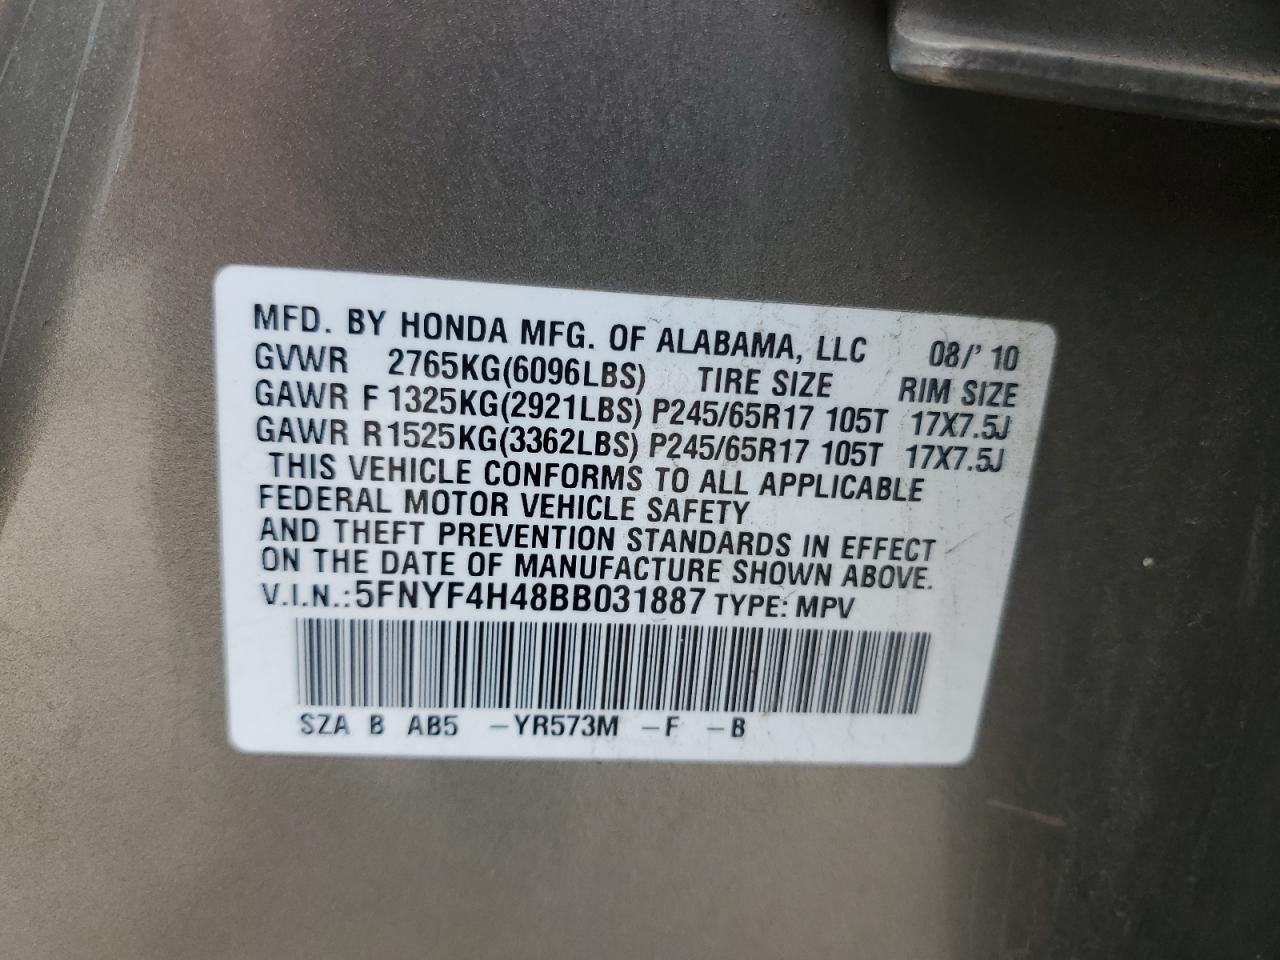 MFD. BY HONDA MFG. OF ALABAMA, LLC 08/'10
GVWR 2765KG(6096LBS) TIRE SIZE RIM SIZE
GAWR F 1325KG(2921LBS) P245/65R17 105T 17X7.5J
GAWR R1525KG(3362LBS) P245/65R17 105T 17X7.5J
THIS VEHICLE CONFORMS TO ALL APPLICABLE
FEDERAL MOTOR VEHICLE SAFETY
AND THEFT PREVENTION STANDARDS IN EFFECT
ON THE DATE OF MANUFACTURE SHOWN ABOVE.
V.I.N.:5FNYF4H48BB031887 TYPE: MPV
SZA B AB5 -YR573M -F -B